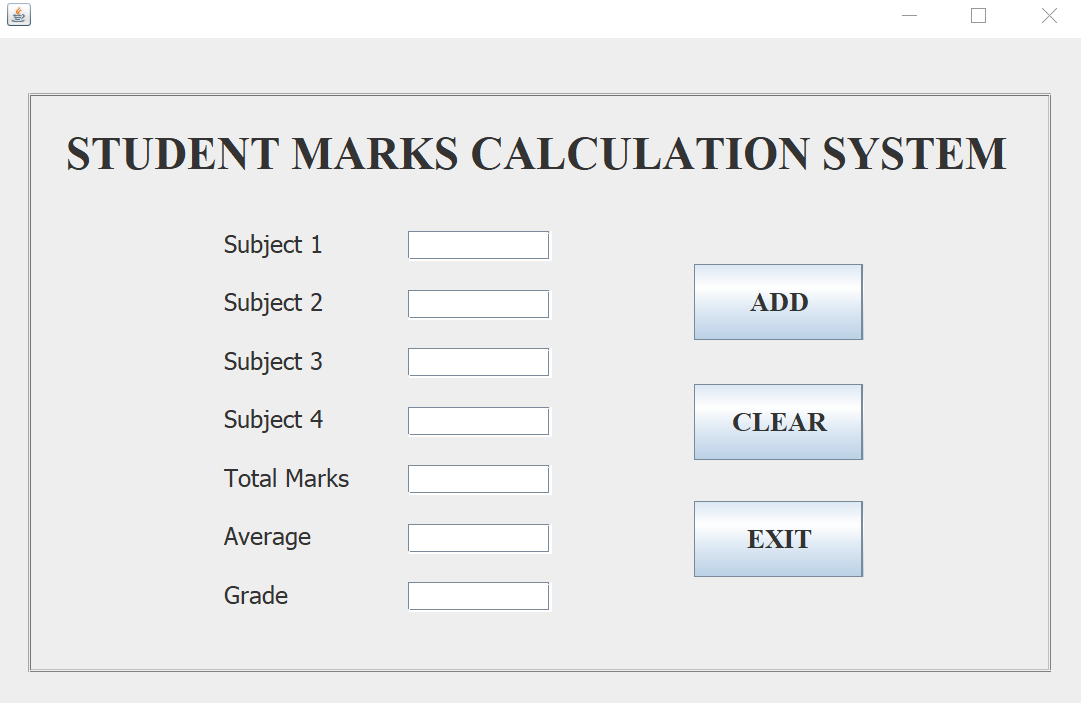 STUDENT MARKS CALCULATION SYSTEM
Subject 1
Subject 2
Subject 3
Subject 4
Total Marks
Average
Grade
ADD
CLEAR
EXIT